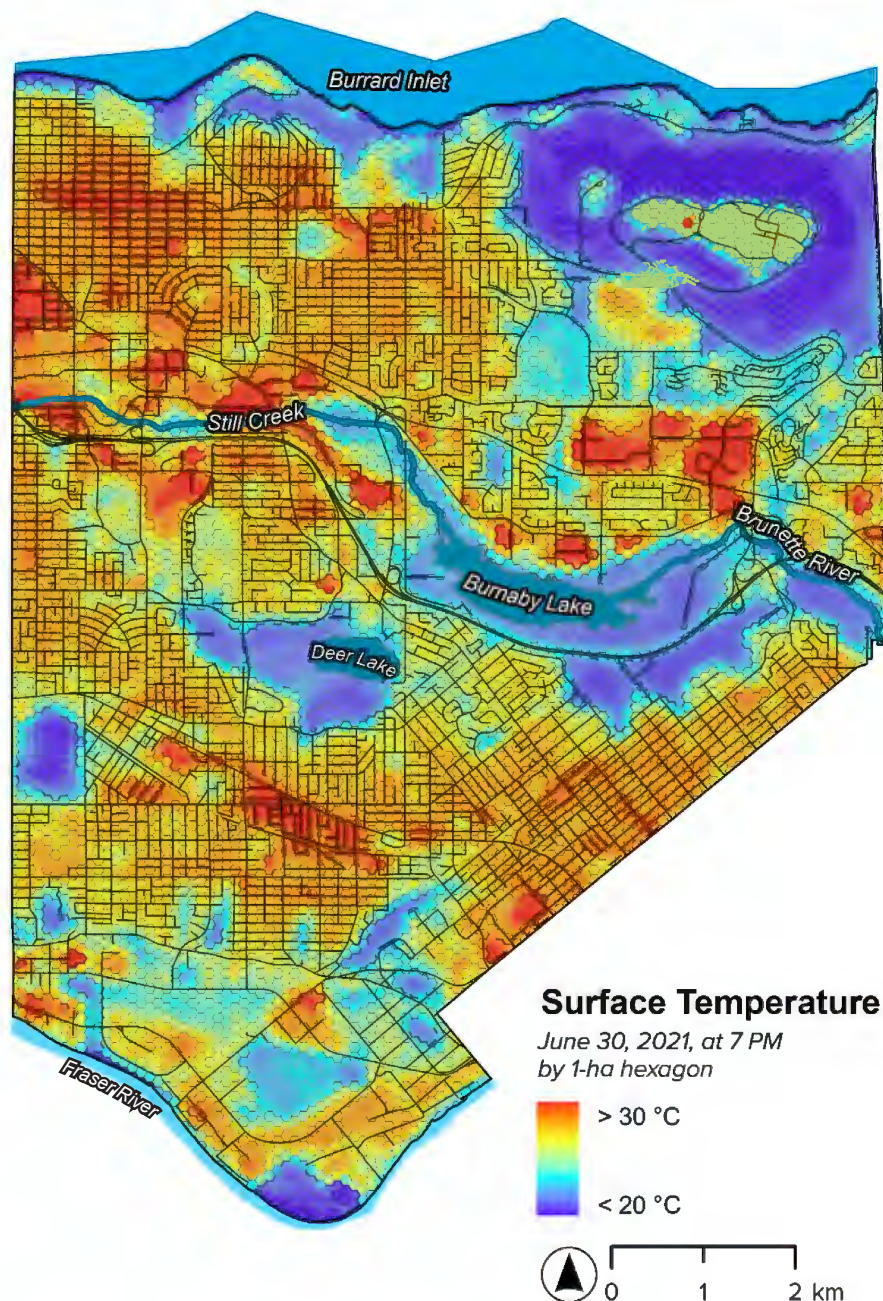 Burrard Inlet
Still Creek
Brunette River
Burnaby Lake
Deer Lake
Surface Temperature
June 30, 2021, at 7 PM
by 1-ha hexagon
> 30 °C
Fraser River
< 20 °C
0 1 2 km